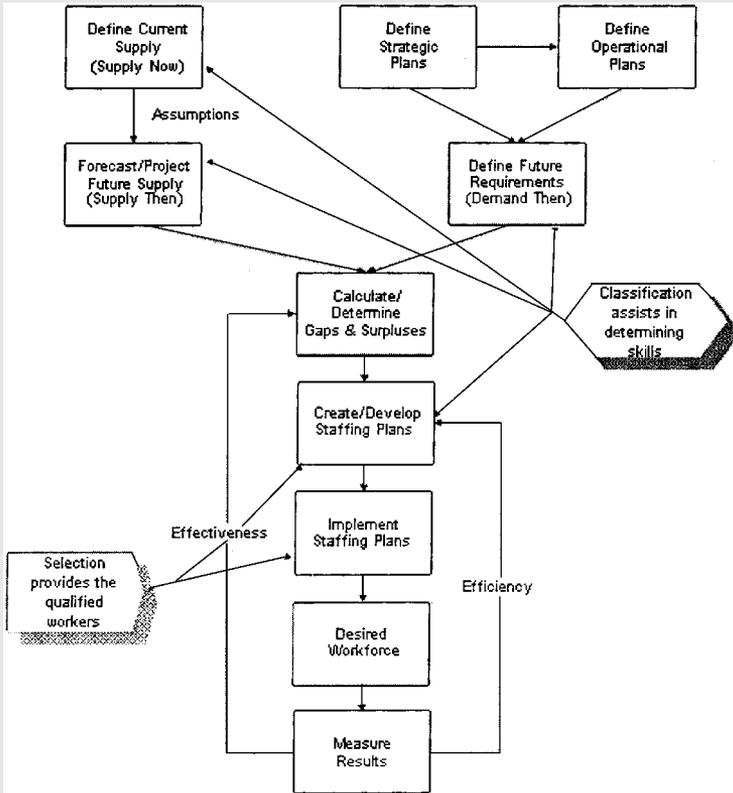 Define Current
Supply
(Supply Now)
Define
Strategic
Plans
Define
Operational
Plans
Assumptions
Forecast/Project
Future Supply
(Supply Then)
Define Future
Requirements
(Demand Then)
Calculate/
Determine
Gaps & Surpluses
Classification
assists in
determining
skills
Create/Develop
Staffing Plans
Effectiveness
Implement
Staffing Plans
Selection
provides the
qualified
workers
Efficiency
Desired
Workforce
Measure
Results